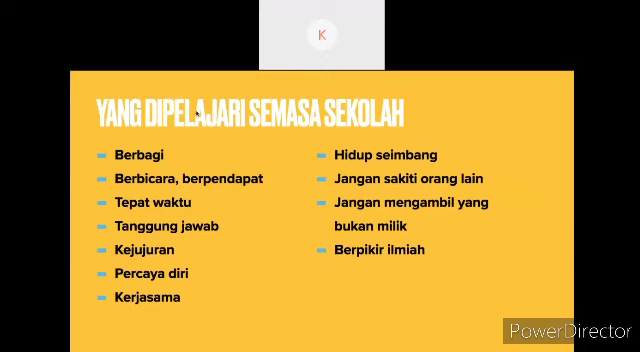 K
YANG DIPELAJARI SEMASA SEKOLAH
Berbagi
Berbicara, berpendapat
Tepat waktu
Tanggung jawab
Kejujuran
Percaya diri
Kerjasama
Hidup seimbang
Jangan sakiti orang lain
Jangan mengambil yang
bukan milik
Berpikir ilmiah
PowerDirector